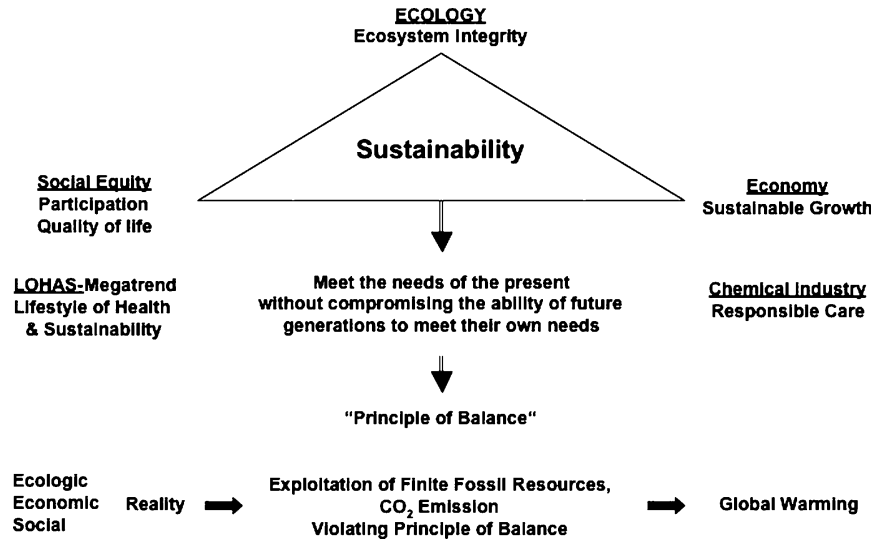 ECOLOGY
Ecosystem Integrity
Sustainability
Social Equity
Participation
Quality of life
Economy
Sustainable Growth
LOHAS-Megatrend
Lifestyle of Health
& Sustainability
Meet the needs of the present
without compromising the ability of future
generations to meet their own needs
Chemical Industry
Responsible Care
“Principle of Balance“
Ecologic
Economic
Social
Reality
Exploitation of Finite Fossil Resources,
CO₂ Emission
Violating Principle of Balance
Global Warming